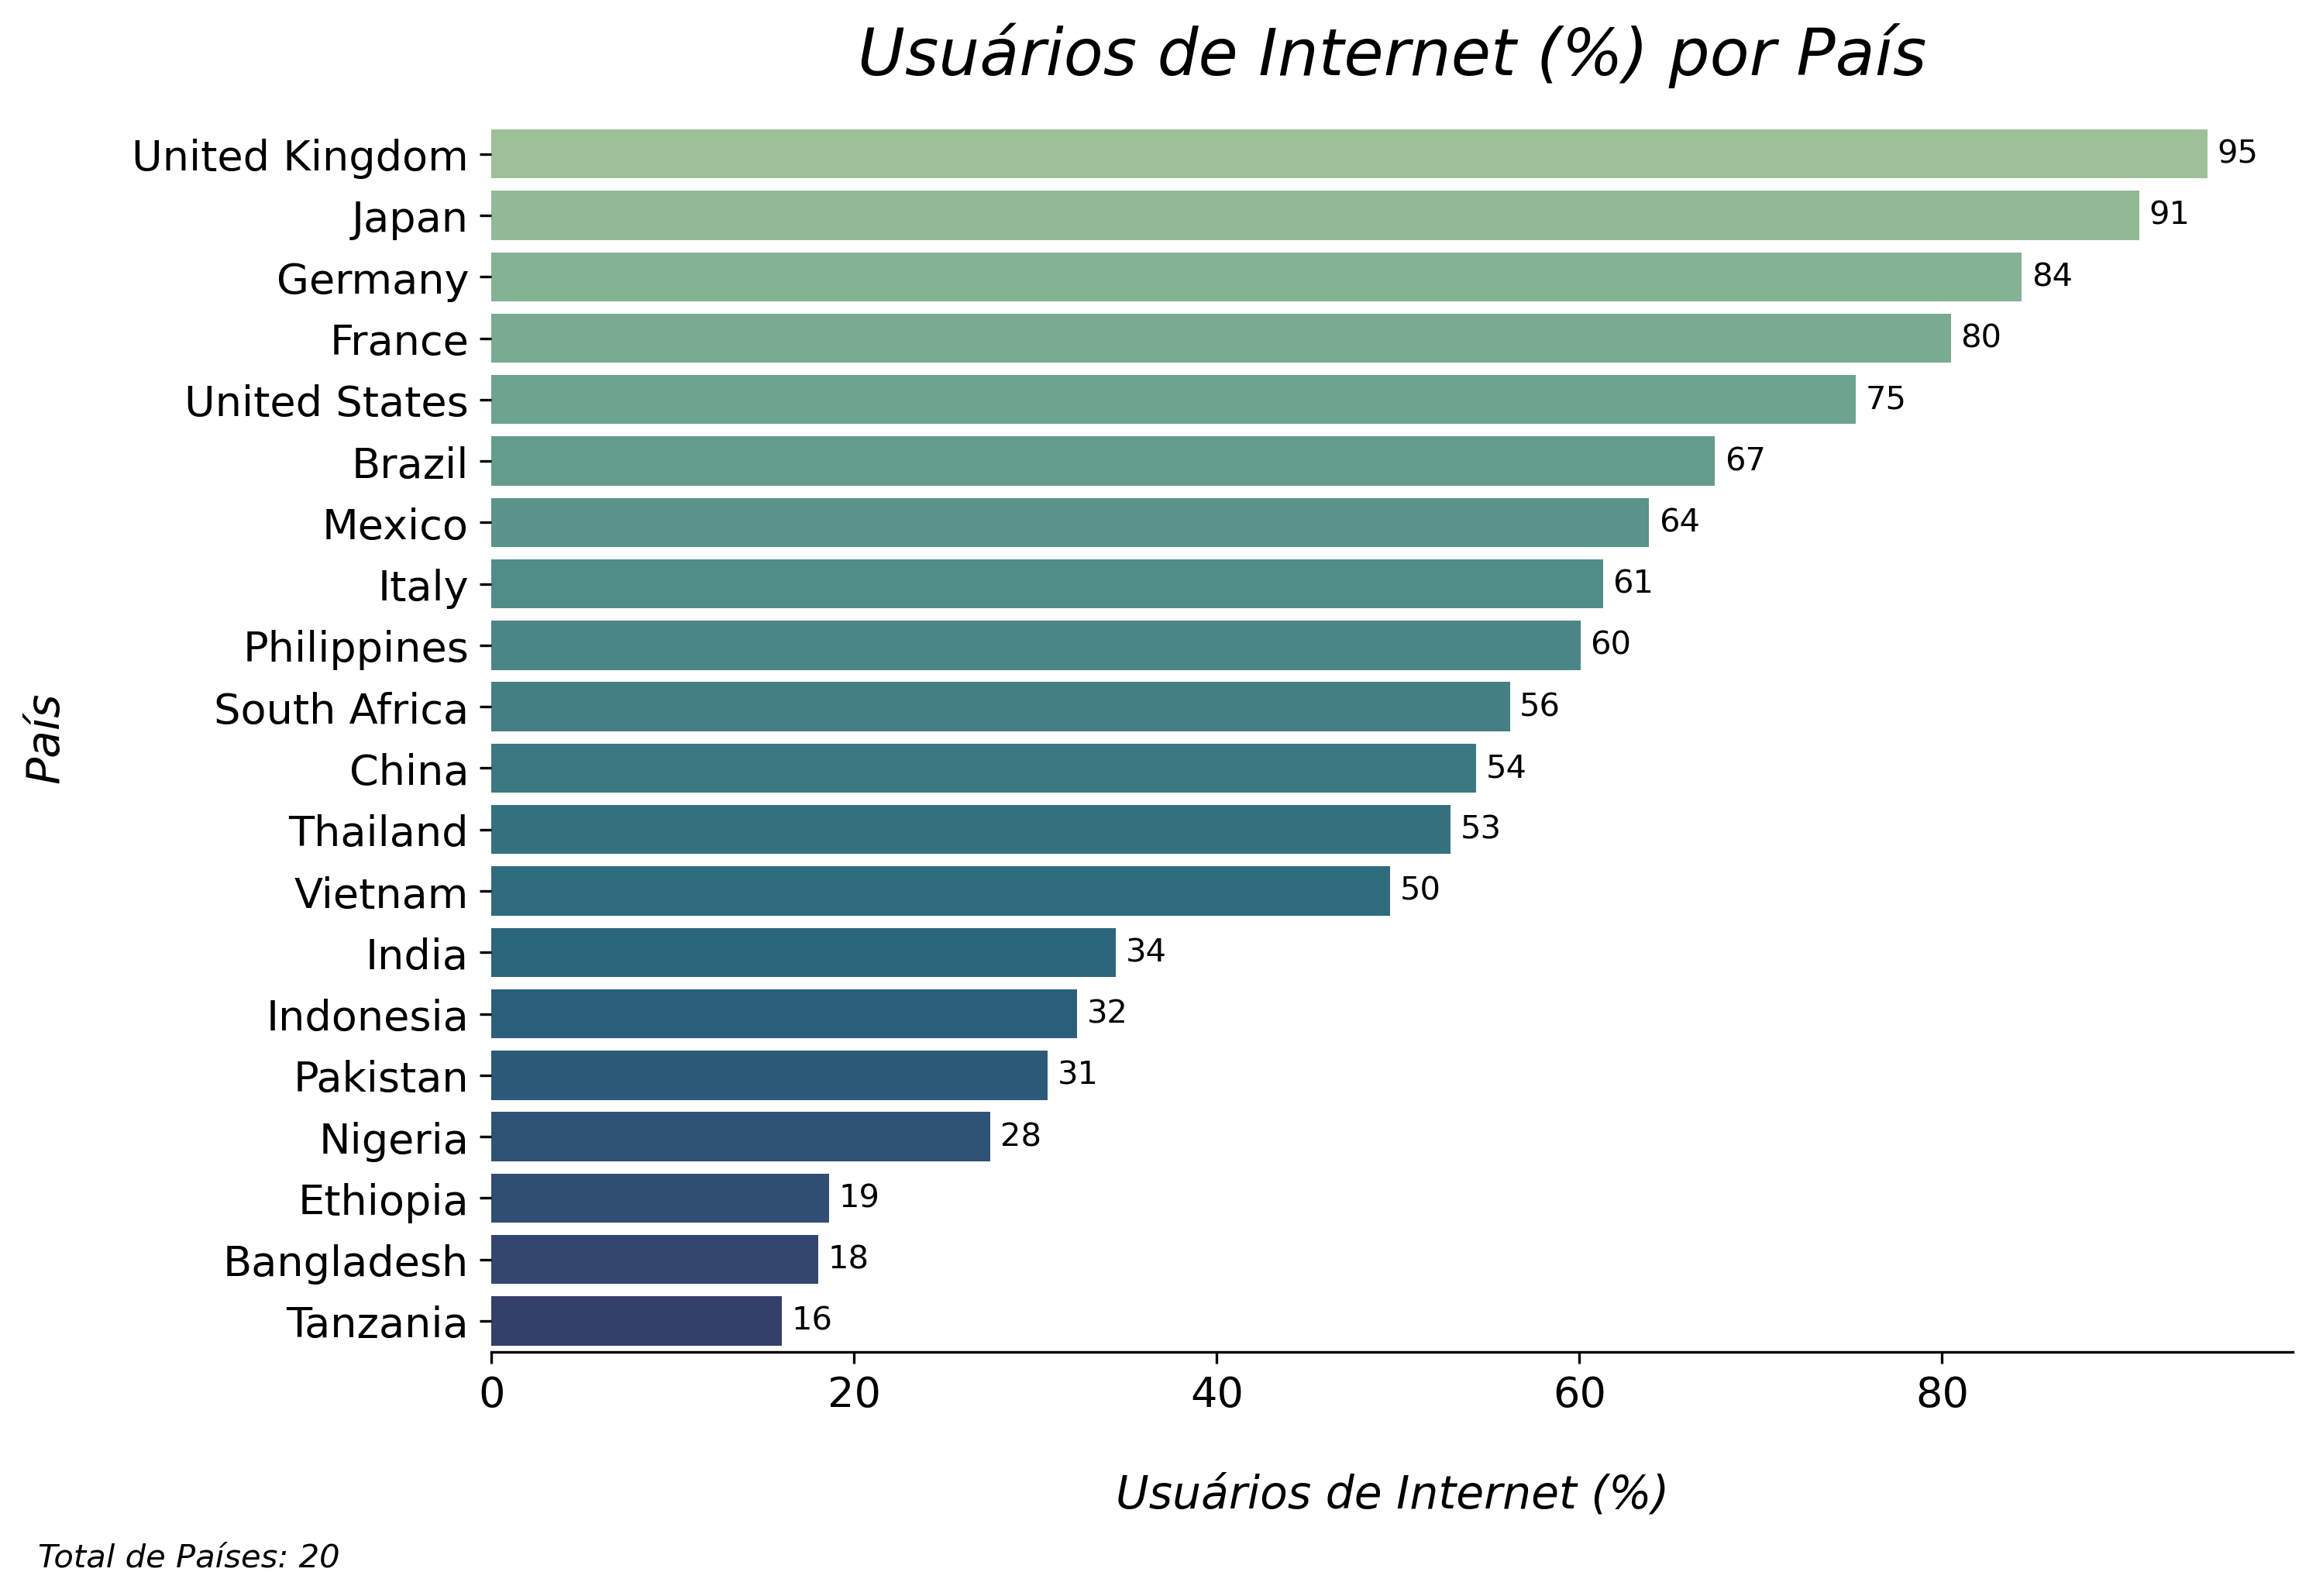 Usuários de Internet (%) por País
United Kingdom 95
Japan 91
Germany 84
France 80
United States 75
Brazil 67
Mexico 64
Italy 61
Philippines 60
South Africa 56
China 54
Thailand 53
Vietnam 50
India 34
Indonesia 32
Pakistan 31
Nigeria 28
Ethiopia 19
Bangladesh 18
Tanzania 16
País
0 20 40 60 80
Usuários de Internet (%)
Total de Países: 20